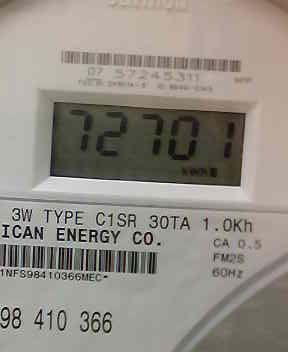 07 57245311
72701
3W TYPE C1SR 30TA 1.0Kh
ICAN ENERGY CO. CA 0.5
FM2S
1NFS98410366MEC* 60Hz
98 410 366